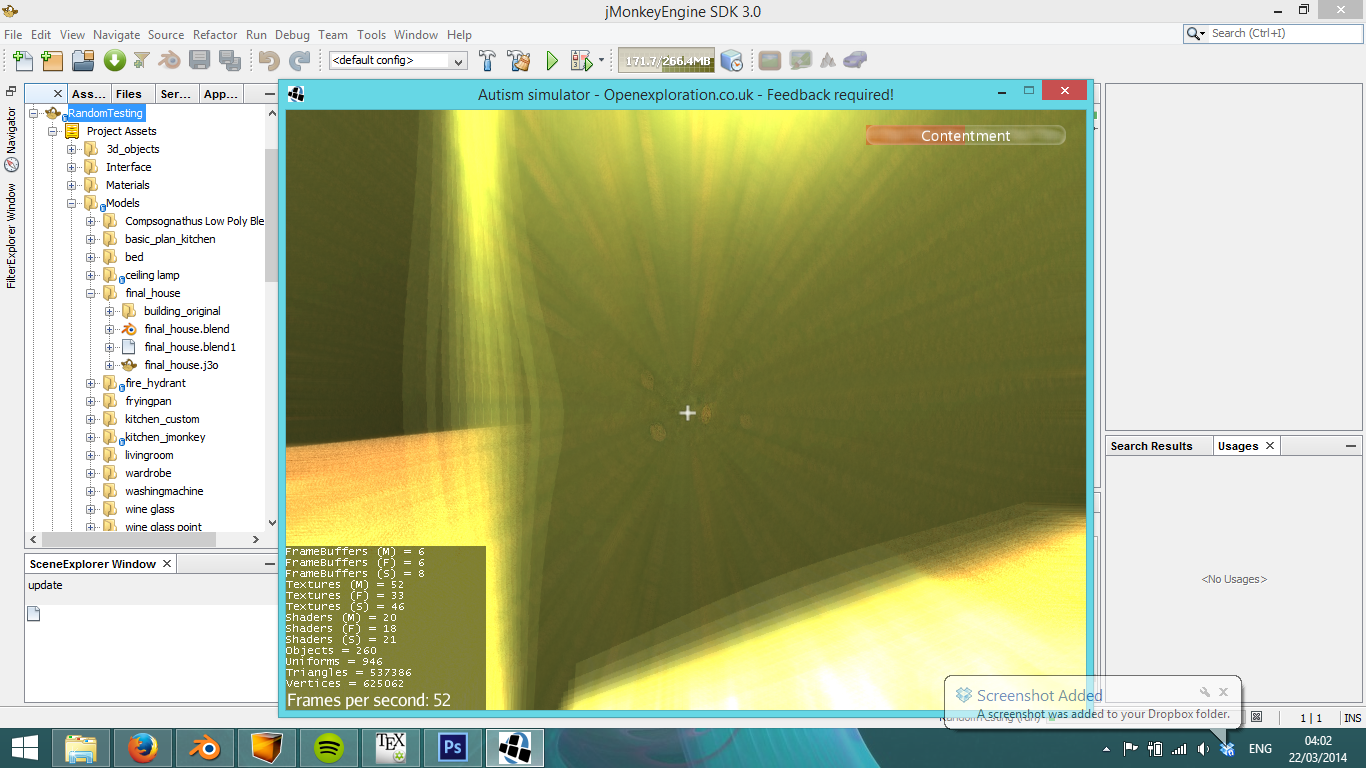 jMonkeyEngine SDK 3.0
File Edit View Navigate Source Refactor Run Debug Team Tools Window Help
Search (Ctrl+I)
<default config>
171.7/266.4MB
Navigator
FilterExplorer Window
Ass... Files Ser... App...
RandomTesting
Project Assets
3d_objects
Interface
Materials
Models
Compsognathus Low Poly Ble
basic_plan_kitchen
bed
ceiling lamp
final_house
building_original
final_house.blend
final_house.blend1
final_house.j3o
fire_hydrant
fryingpan
kitchen_custom
kitchen_jmonkey
livingroom
wardrobe
washingmachine
wine glass
wine glass point
SceneExplorer Window
update
Autism simulator - Openexploration.co.uk - Feedback required!
Contentment
FrameBuffers (M) = 6
FrameBuffers (F) = 6
FrameBuffers (S) = 8
Textures (M) = 52
Textures (F) = 33
Textures (S) = 46
Shaders (M) = 20
Shaders (F) = 18
Shaders (S) = 21
Objects = 260
Uniforms = 946
Triangles = 537386
Vertices = 625062
Frames per second: 52
Search Results Usages
<No Usages>
Screenshot Added
A screenshot was added to your Dropbox folder.
1 | 1 INS
TEX
Ps
ENG
04:02
22/03/2014